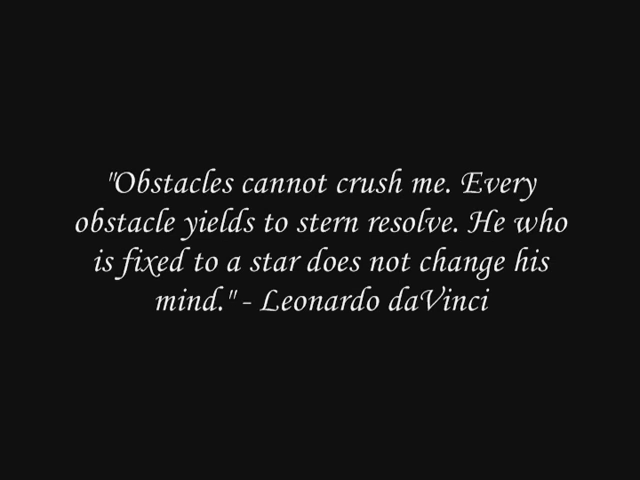 "Obstacles cannot crush me. Every
obstacle yields to stern resolve. He who
is fixed to a star does not change his
mind." - Leonardo daVinci